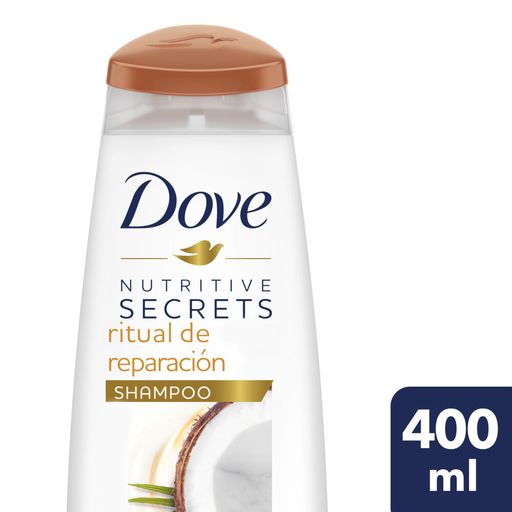 Dove
NUTRITIVE
SECRETS
ritual de
reparación
SHAMPOO
400
ml